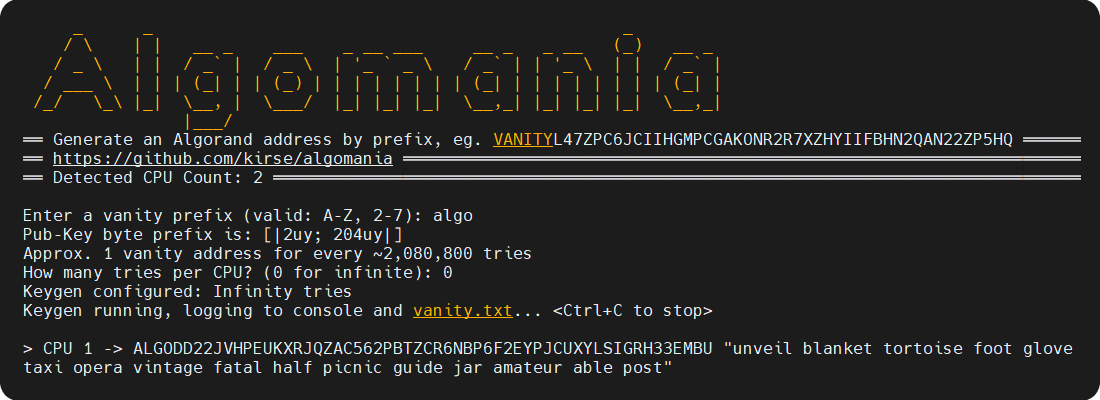 Algomania
== Generate an Algorand address by prefix, eg. VANITYL47ZPC6JCIIHGMPCGAKONR2R7XZHYIIFBHN2QAN22ZP5HQ ======
== https://github.com/kirse/algomania ==========
== Detected CPU Count: 2 ==========
Enter a vanity prefix (valid: A-Z, 2-7): algo
Pub-Key byte prefix is: [|2uy; 204uy|]
Approx. 1 vanity address for every ~2,080,800 tries
How many tries per CPU? (0 for infinite): 0
Keygen configured: Infinity tries
Keygen running, logging to console and vanity.txt... <Ctrl+C to stop>
> CPU 1 -> ALGODD22JVHPEUKXRJQZAC562PBTZCR6NBP6F2EYPJCUXYLSIGRH33EMBU "unveil blanket tortoise foot glove
taxi opera vintage fatal half picnic guide jar amateur able post"